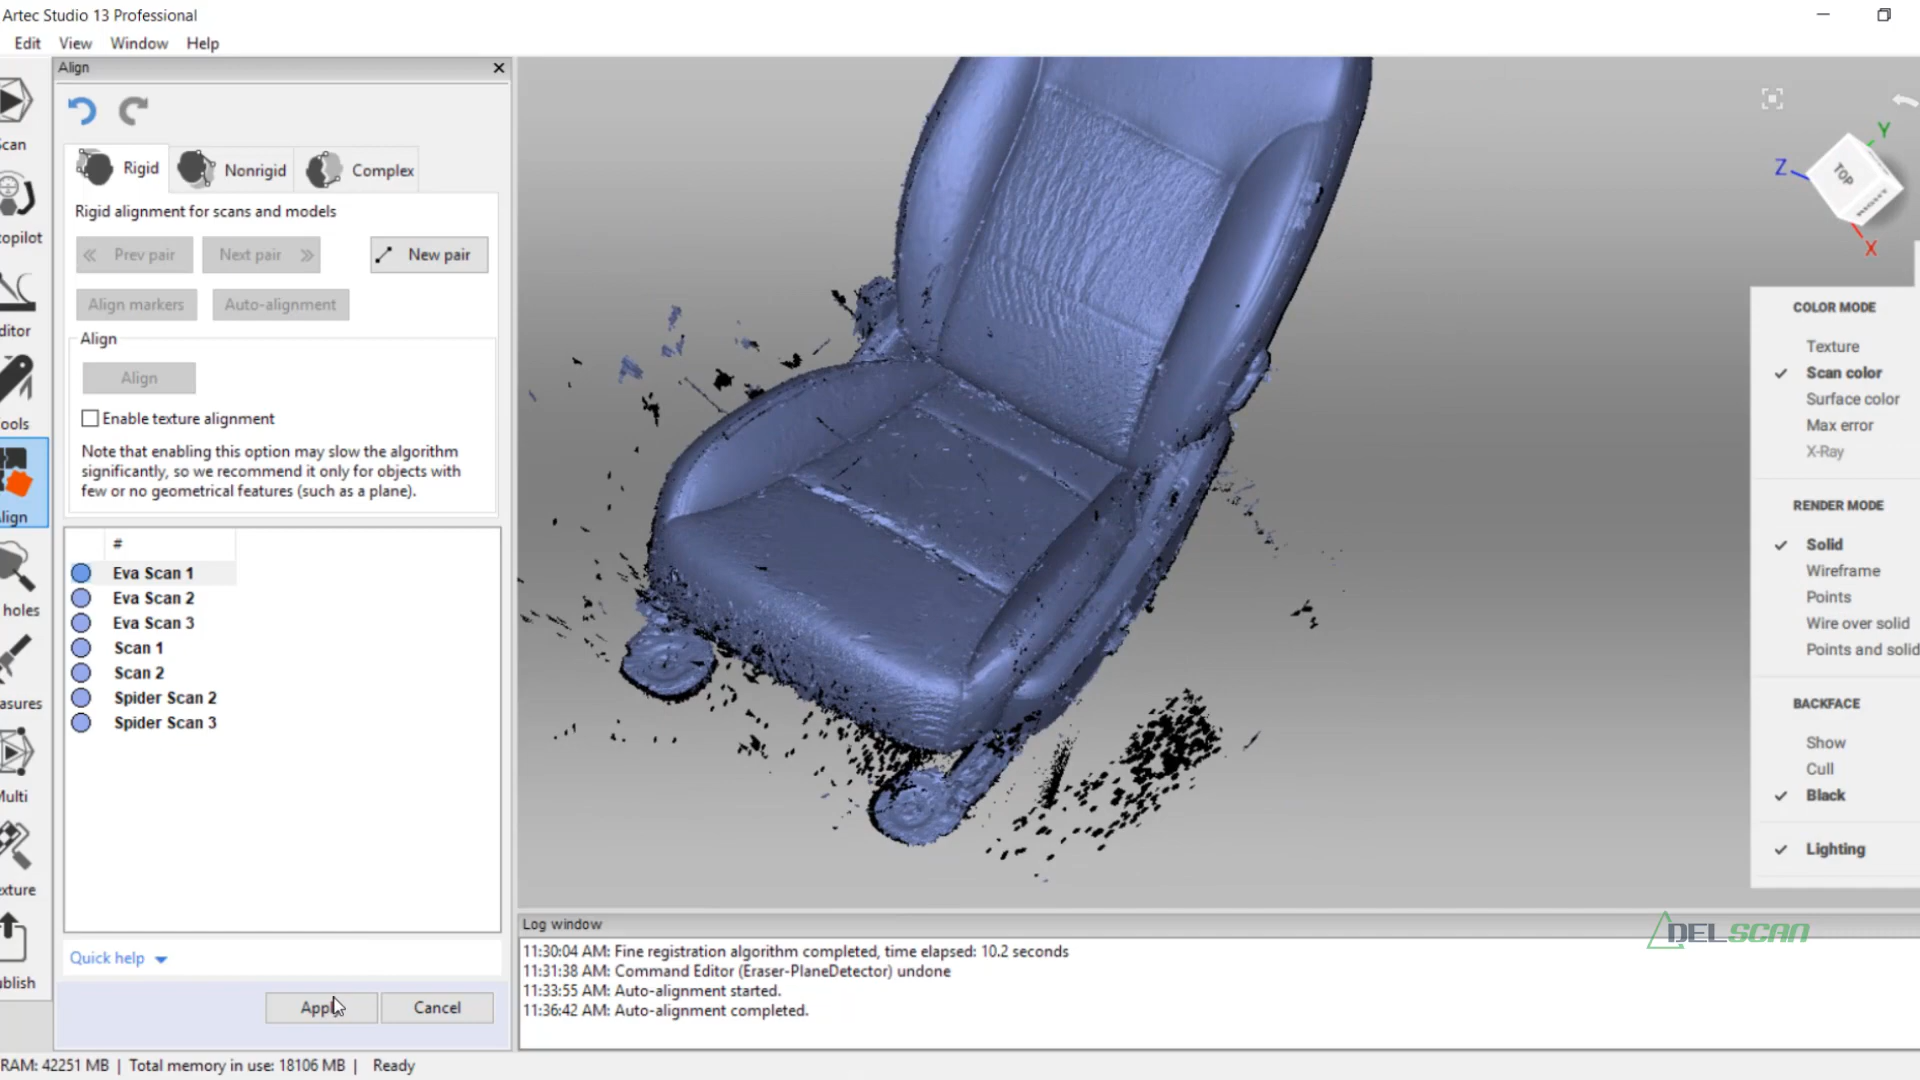 Artec Studio 13 Professional
Edit View Window Help
Align
can
opilot
ditor
ools
lign
holes
asures
Multi
exture
ublish
Rigid Nonrigid Complex
Rigid alignment for scans and models
Prev pair Next pair New pair
Align markers Auto-alignment
Align
Align
Enable texture alignment
Note that enabling this option may slow the algorithm
significantly, so we recommend it only for objects with
few or no geometrical features (such as a plane).
#
Eva Scan 1
Eva Scan 2
Eva Scan 3
Scan 1
Scan 2
Spider Scan 2
Spider Scan 3
Quick help
Apply Cancel
Y
Z
X
TOP
RIGHT
COLOR MODE
Texture
Scan color
Surface color
Max error
X-Ray
RENDER MODE
Solid
Wireframe
Points
Wire over solid
Points and solid
BACKFACE
Show
Cull
Black
Lighting
DELSCAN
Log window
11:30:04 AM: Fine registration algorithm completed, time elapsed: 10.2 seconds
11:31:38 AM: Command Editor (Eraser-PlaneDetector) undone
11:33:55 AM: Auto-alignment started.
11:36:42 AM: Auto-alignment completed.
RAM: 42251 MB | Total memory in use: 18106 MB | Ready